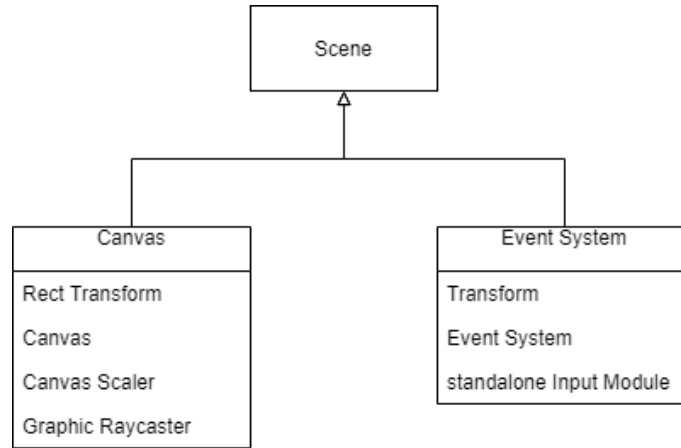 Scene
Canvas
Rect Transform
Canvas
Canvas Scaler
Graphic Raycaster
Event System
Transform
Event System
standalone Input Module